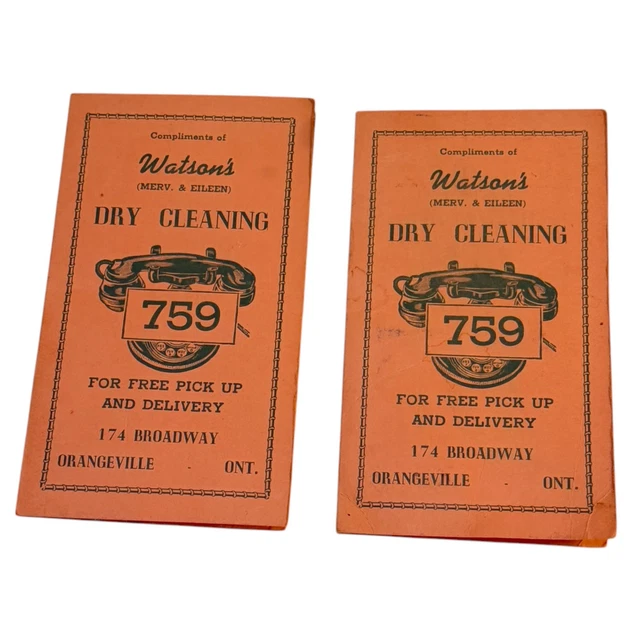 Compliments of
Watson's
(MERV. & EILEEN)
DRY CLEANING
759
FOR FREE PICK UP
AND DELIVERY
174 BROADWAY
ORANGEVILLE - ONT.
Compliments of
Watson's
(MERV. & EILEEN)
DRY CLEANING
759
FOR FREE PICK UP
AND DELIVERY
174 BROADWAY
ORANGEVILLE ONT.